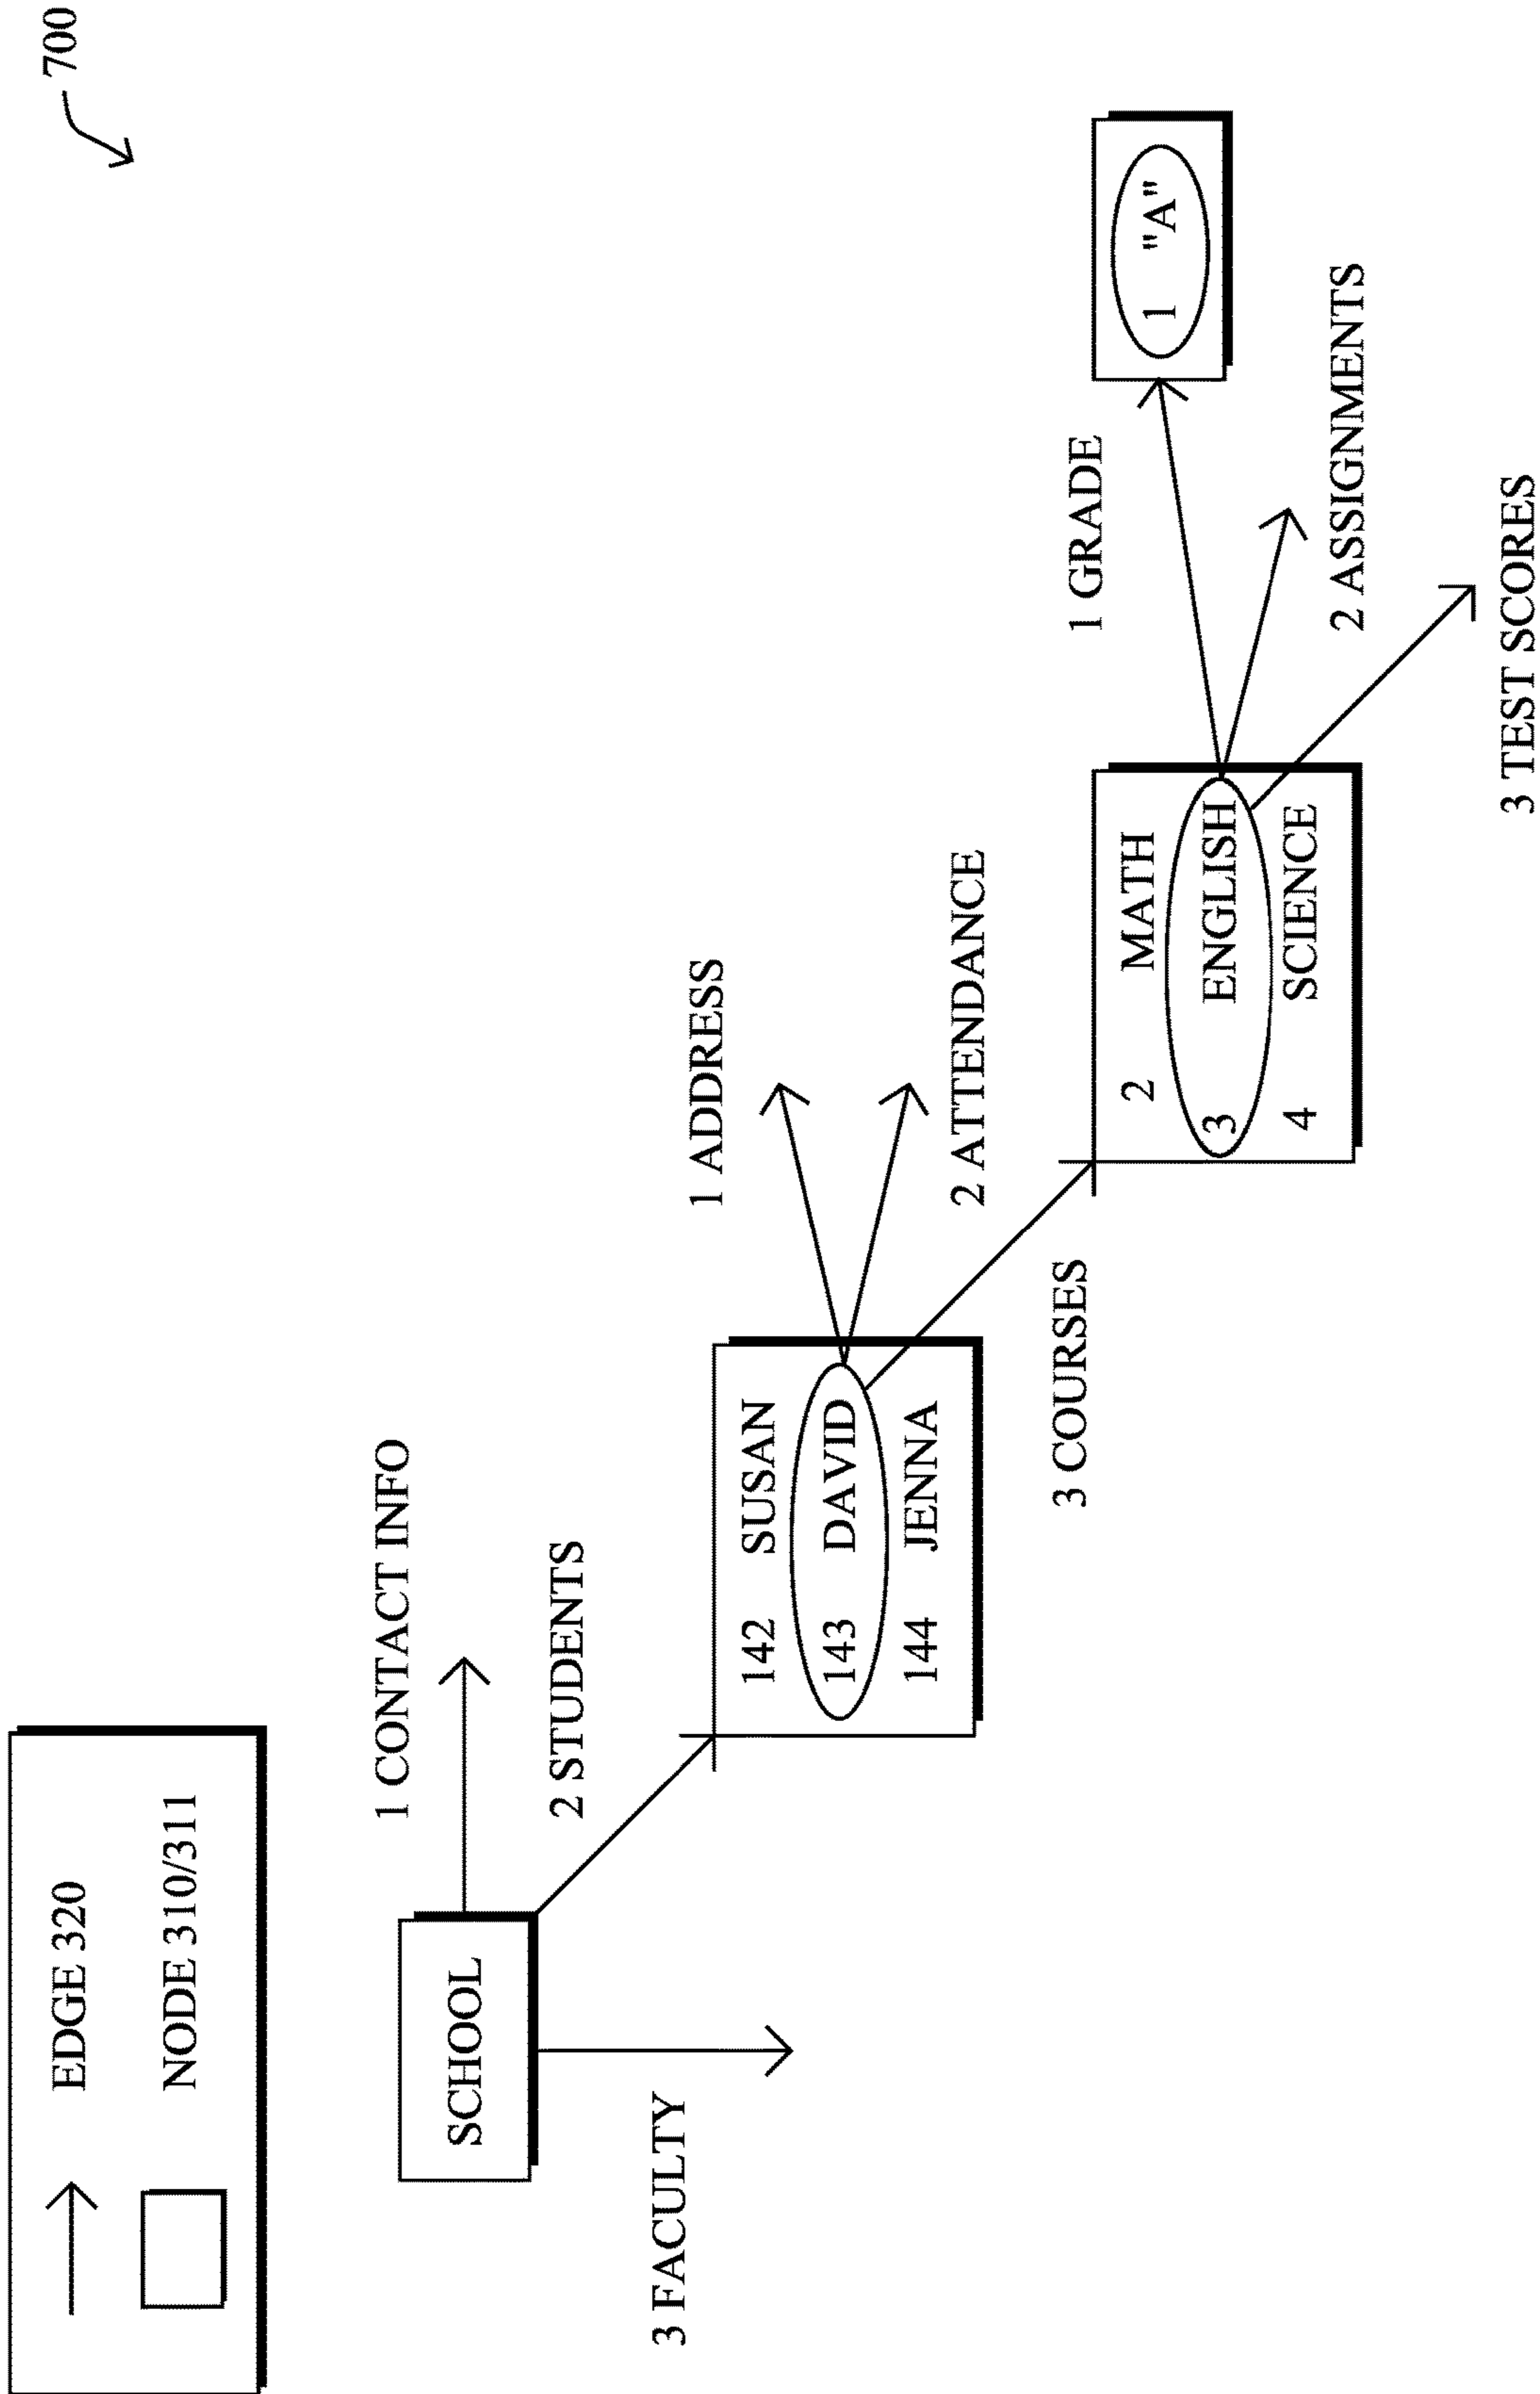 700
EDGE 320
NODE 310/311
SCHOOL
1 CONTACT INFO
2 STUDENTS
3 FACULTY
142 SUSAN
143 DAVID
144 JENNA
1 ADDRESS
2 ATTENDANCE
3 COURSES
2 MATH
3 ENGLISH
4 SCIENCE
1 GRADE
2 ASSIGNMENTS
3 TEST SCORES
1 "A"